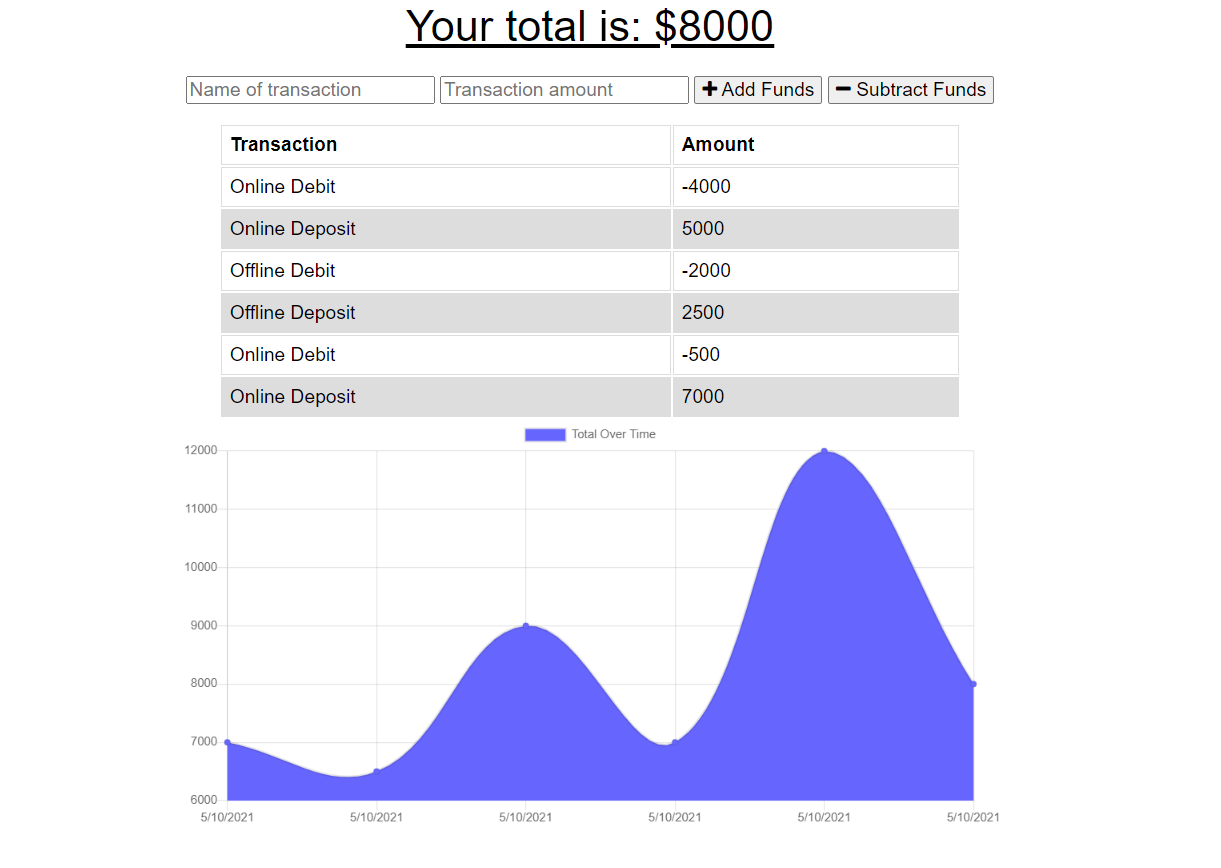 Your total is: $8000
Name of transaction Transaction amount Add Funds Subtract Funds
Transaction Amount
Online Debit -4000
Online Deposit 5000
Offline Debit -2000
Offline Deposit 2500
Online Debit -500
Online Deposit 7000
Total Over Time
12000
11000
10000
9000
8000
7000
6000
5/10/2021 5/10/2021 5/10/2021 5/10/2021 5/10/2021 5/10/2021